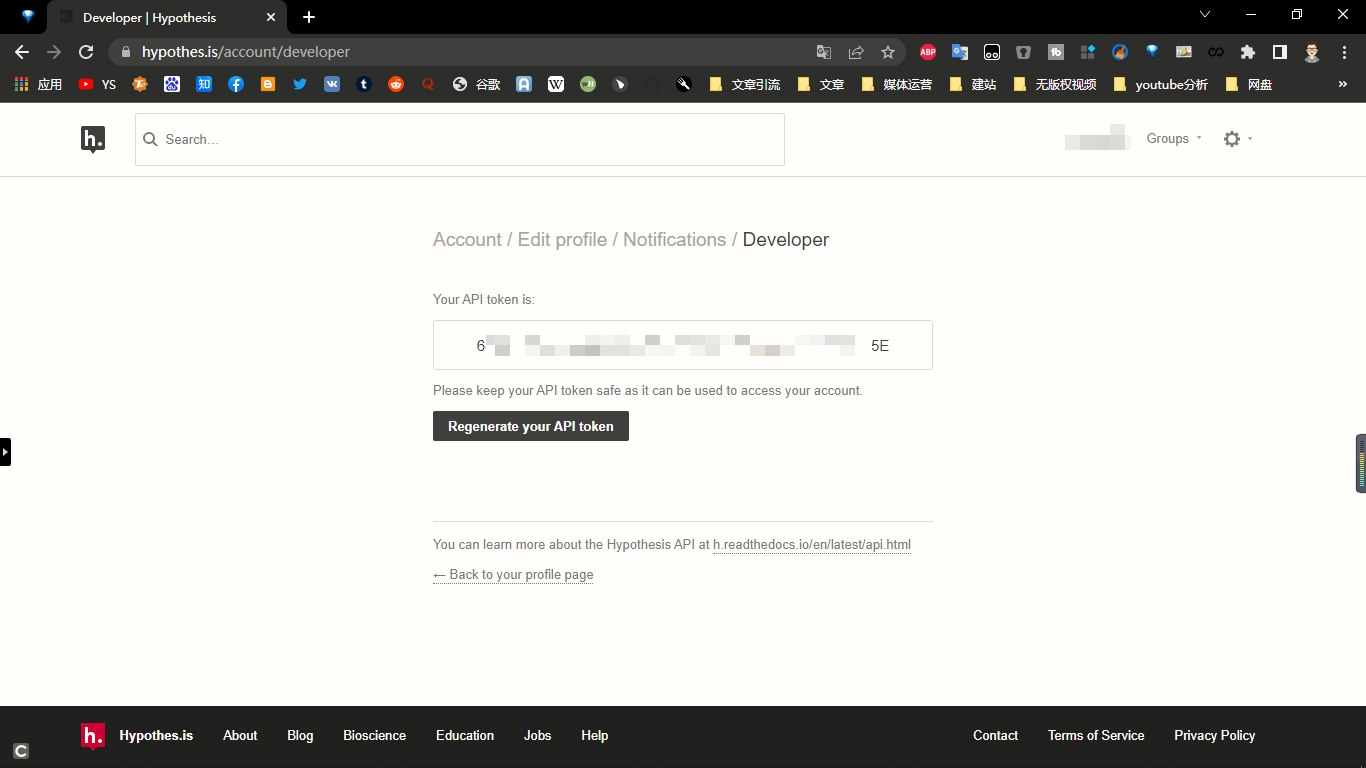 Developer | Hypothesis
hypothes.is/account/developer
ABP
应用 YS 知 谷歌 文章引流 文章 媒体运营 建站 无版权视频 youtube分析 网盘 »
h. Search... Groups
Account / Edit profile / Notifications / Developer
Your API token is:
6 5E
Please keep your API token safe as it can be used to access your account.
Regenerate your API token
You can learn more about the Hypothesis API at h.readthedocs.io/en/latest/api.html
← Back to your profile page
h. Hypothes.is About Blog Bioscience Education Jobs Help Contact Terms of Service Privacy Policy
C